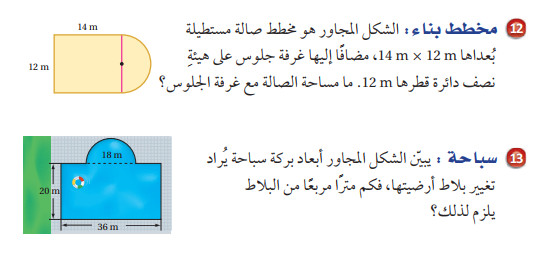 12 مخطط بناء : الشكل المجاور هو مخطط صالة مستطيلة
بُعداها 12 m × 14 m، مضافًا إليها غرفة جلوس على هيئةِ
نصف دائرة قطرها 12 m. ما مساحة الصالة مع غرفة الجلوس؟
14 m
12 m
13 سباحة : يبيّن الشكل المجاور أبعاد بركة سباحة يُراد
تغيير بلاط أرضيتها، فكم مترًا مربعًا من البلاط
يلزم لذلك؟
18 m
20 m
36 m